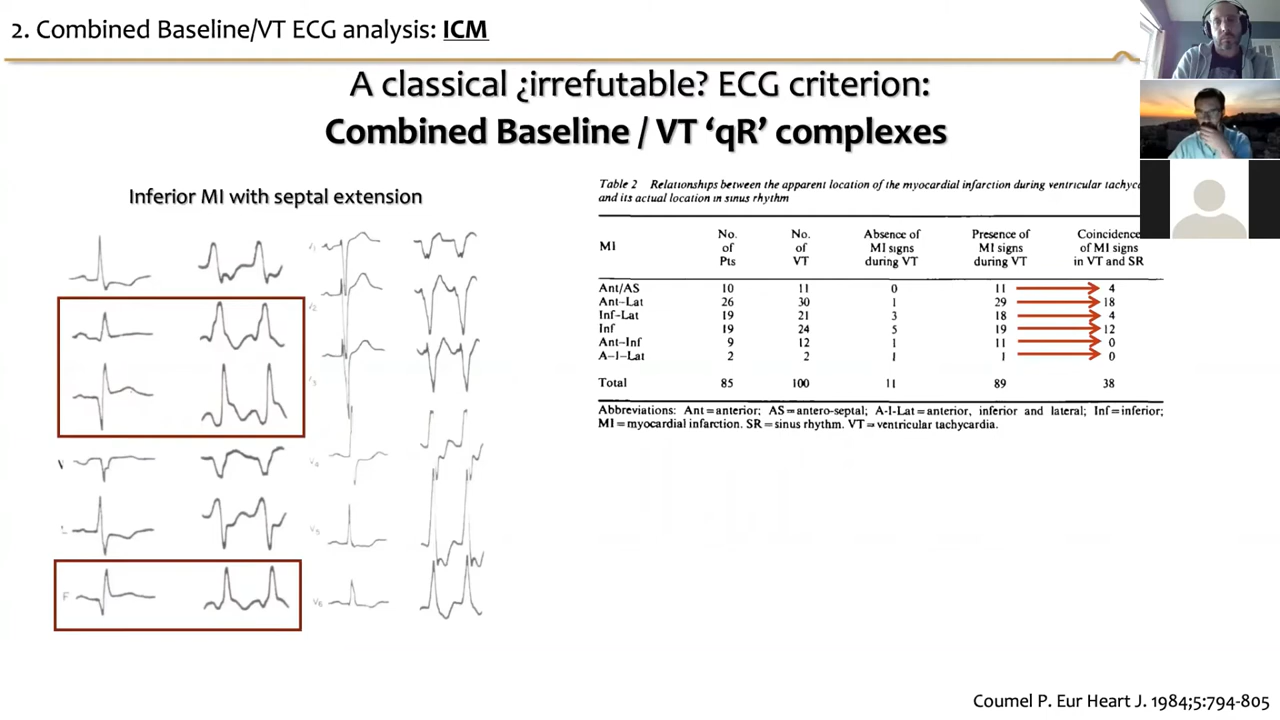 2. Combined Baseline/VT ECG analysis: ICM
A classical ¿irrefutable? ECG criterion:
Combined Baseline / VT ‘qR’ complexes
Inferior MI with septal extension
V
L
F
V2
V3
V4
V5
V6
Table 2 Relationships between the apparent location of the myocardial infarction during ventricular
and its actual location in sinus rhythm
MI No. of Pts No. of VT Absence of MI signs during VT Presence of MI signs during VT Coincidence of MI signs in VT and SR
Ant/AS 10 11 0 11 4
Ant-Lat 26 30 1 29 18
Inf-Lat 19 21 3 18 4
Inf 19 24 5 19 12
Ant-Inf 9 12 1 11 0
A-I-Lat 2 2 1 1 0
Total 85 100 11 89 38
Abbreviations: Ant=anterior; AS=antero-septal; A-I-Lat=anterior, inferior and lateral; Inf=inferior;
MI=myocardial infarction. SR=sinus rhythm. VT=ventricular tachycardia.
Coumel P. Eur Heart J. 1984;5:794-805